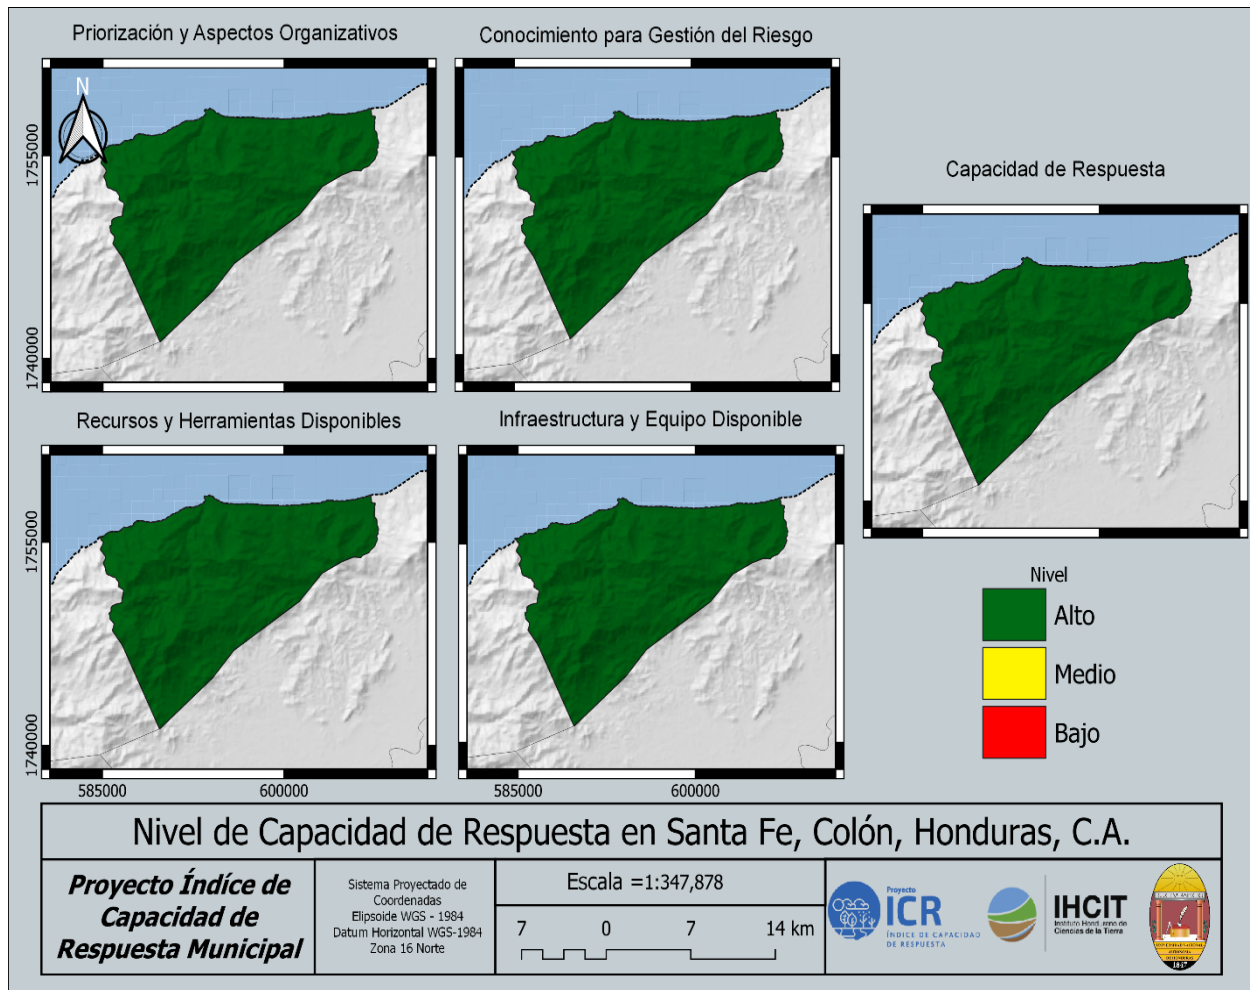 Priorización y Aspectos Organizativos
Conocimiento para Gestión del Riesgo
N
1755000
1740000
Capacidad de Respuesta
Recursos y Herramientas Disponibles
Infraestructura y Equipo Disponible
1755000
1740000
585000
600000
585000
600000
Nivel
Alto
Medio
Bajo
Nivel de Capacidad de Respuesta en Santa Fe, Colón, Honduras, C.A.
Proyecto Índíce de
Capacidad de
Respuesta Municipal
Sistema Proyectado de
Coordenadas
Elipsoide WGS - 1984
Datum Horizontal WGS-1984
Zona 16 Norte
Escala =1:347,878
7 0 7 14 km
Proyecto
ICR
ÍNDICE DE CAPACIDAD
DE RESPUESTA
IHCIT
Instituto Hondureño de
Ciencias de la Tierra
1847